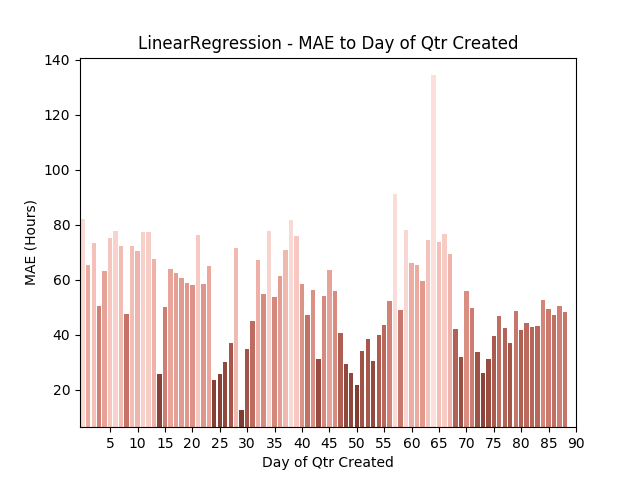 LinearRegression - MAE to Day of Qtr Created
140
120
100
80
60
40
20
MAE (Hours)
5 10 15 20 25 30 35 40 45 50 55 60 65 70 75 80 85 90
Day of Qtr Created